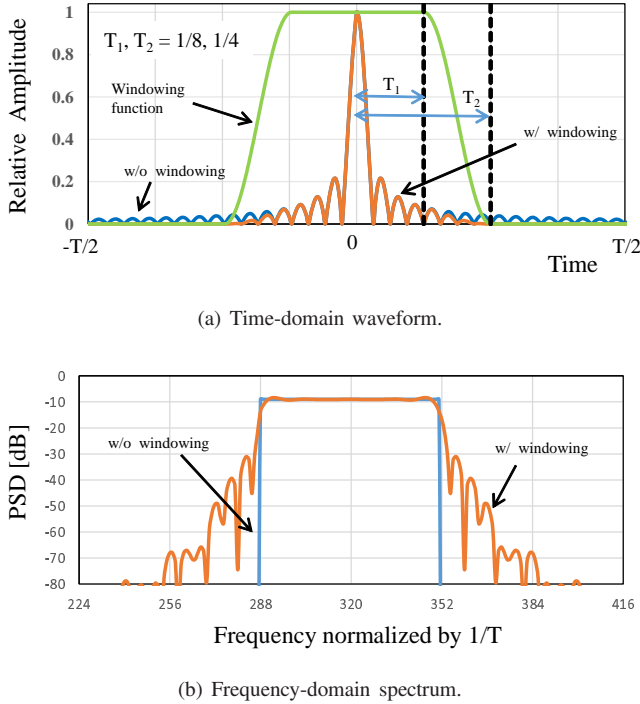 Relative Amplitude
1
0.8
0.6
0.4
0.2
0
T₁, T₂ = 1/8, 1/4
Windowing
function
w/o windowing
T₁
T₂
w/ windowing
-T/2
0
T/2
Time
(a) Time-domain waveform.
PSD [dB]
0
-10
-20
-30
-40
-50
-60
-70
-80
w/o windowing
w/ windowing
224
256
288
320
352
384
416
Frequency normalized by 1/T
(b) Frequency-domain spectrum.